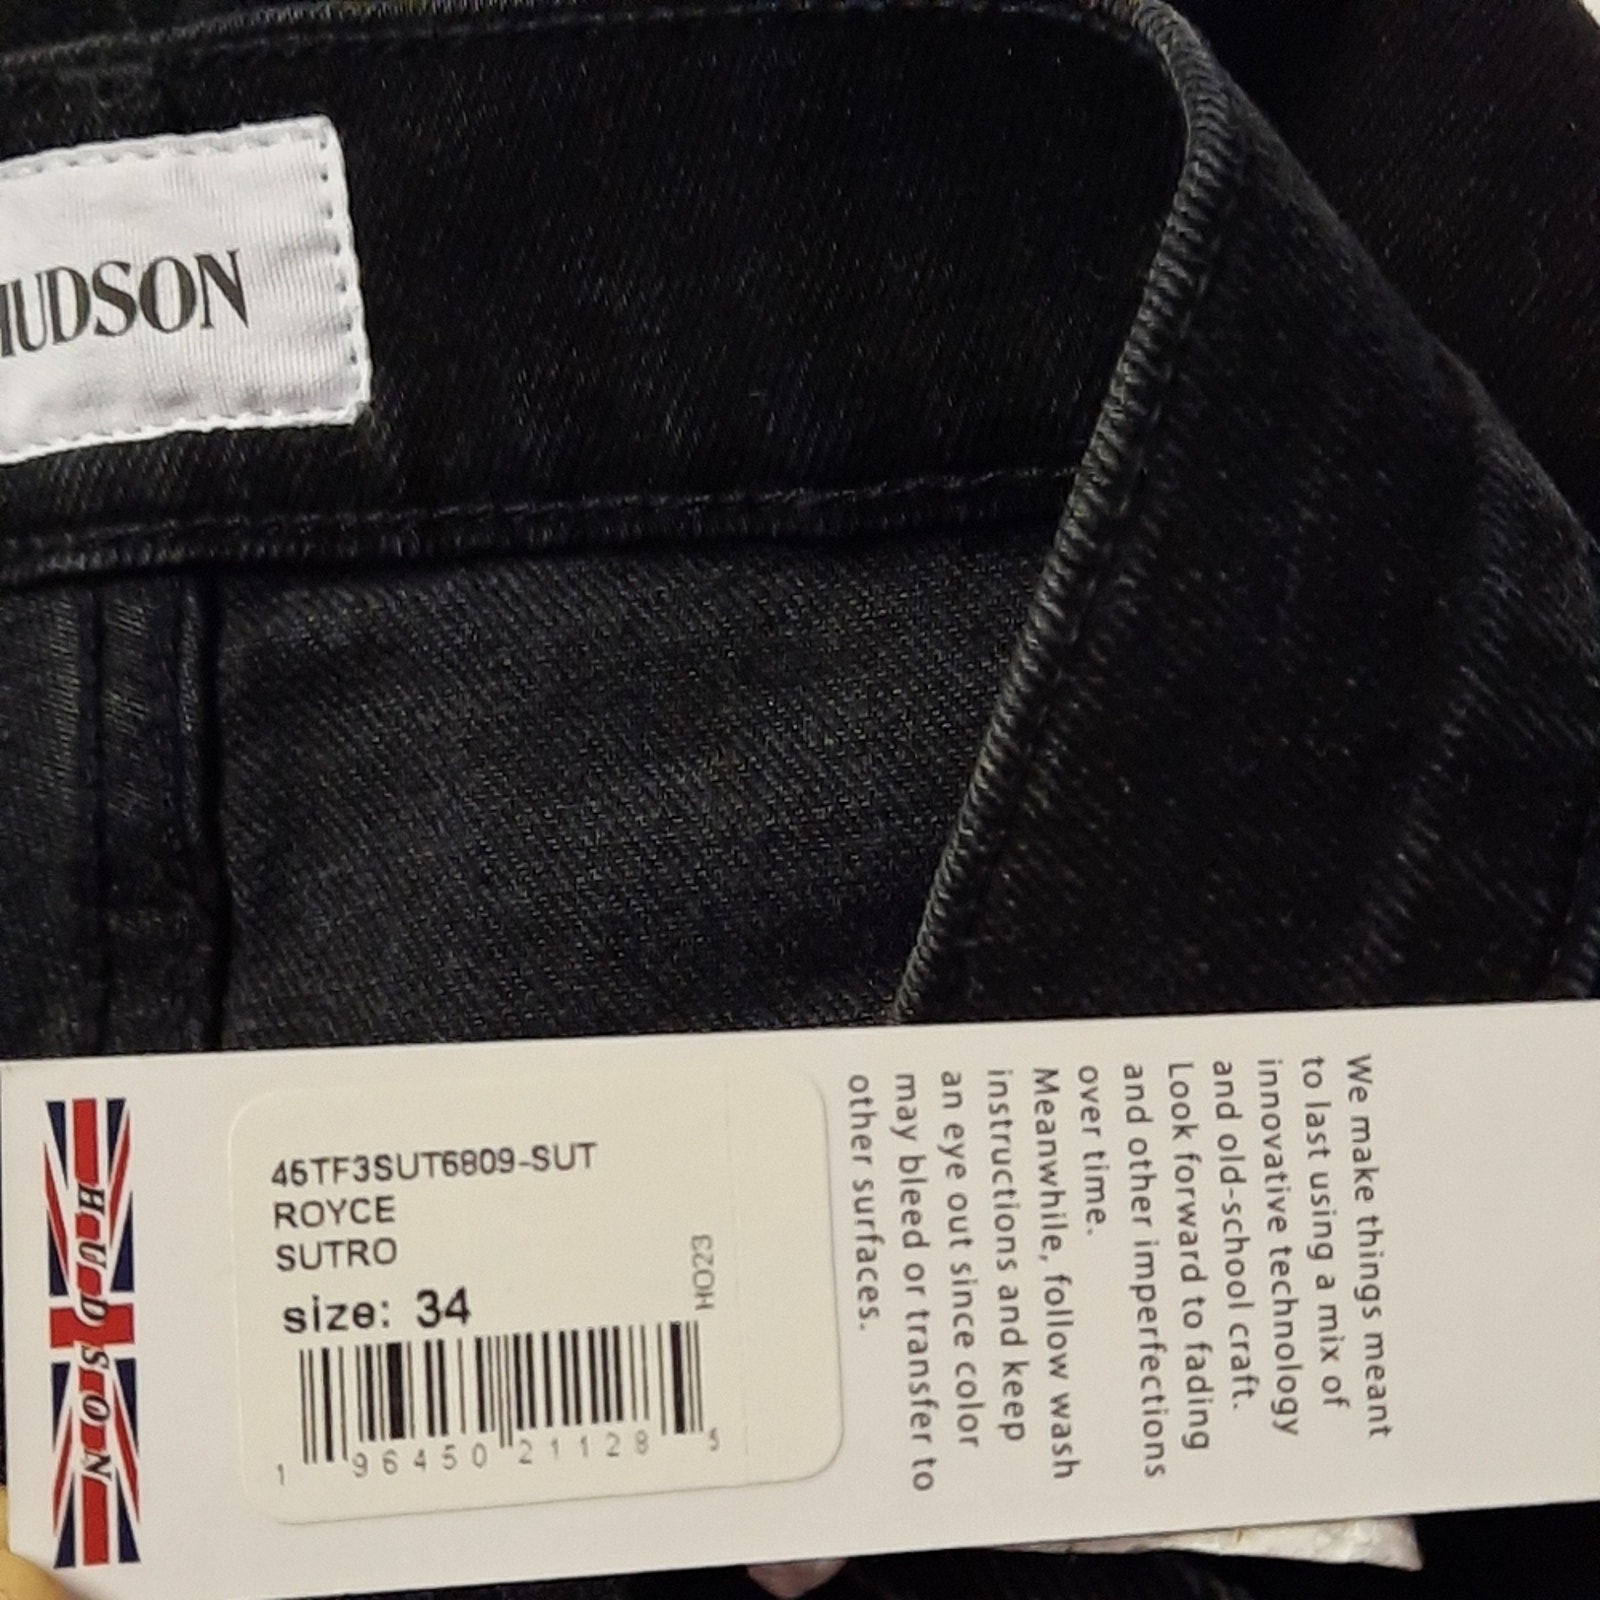 HUDSON
HUDSON
46TF3SUT6809-SUT
ROYCE
SUTRO
size: 34
HO23
1 96450 21128 5
We make things meant
to last using a mix of
innovative technology
and old-school craft.
Look forward to fading
and other imperfections
over time.
Meanwhile, follow wash
instructions and keep
an eye out since color
may bleed or transfer to
other surfaces.